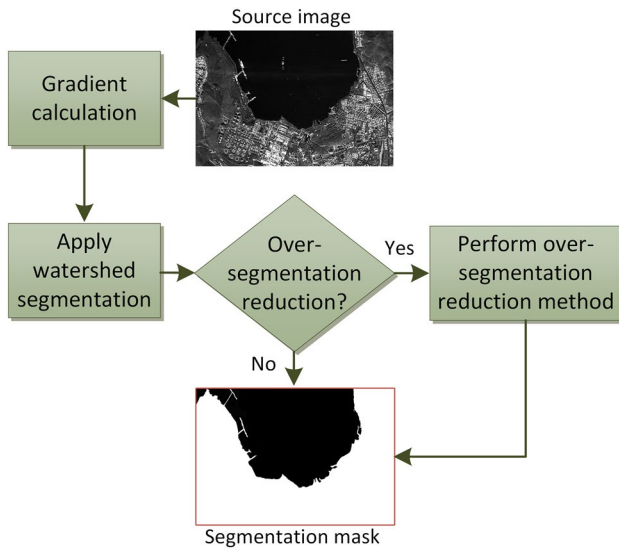 Source image
Gradient
calculation
Apply
watershed
segmentation
Over-
segmentation
reduction?
Yes
Perform over-
segmentation
reduction method
No
Segmentation mask